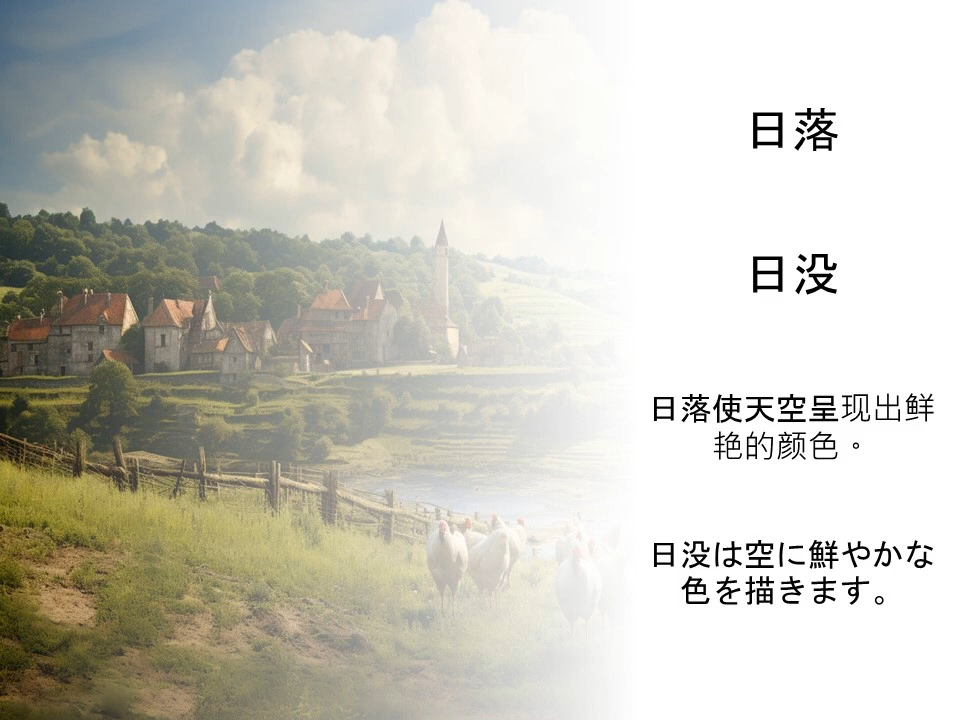 日落
日没
日落使天空呈现出鲜
艳的颜色。
日没は空に鮮やかな
色を描きます。